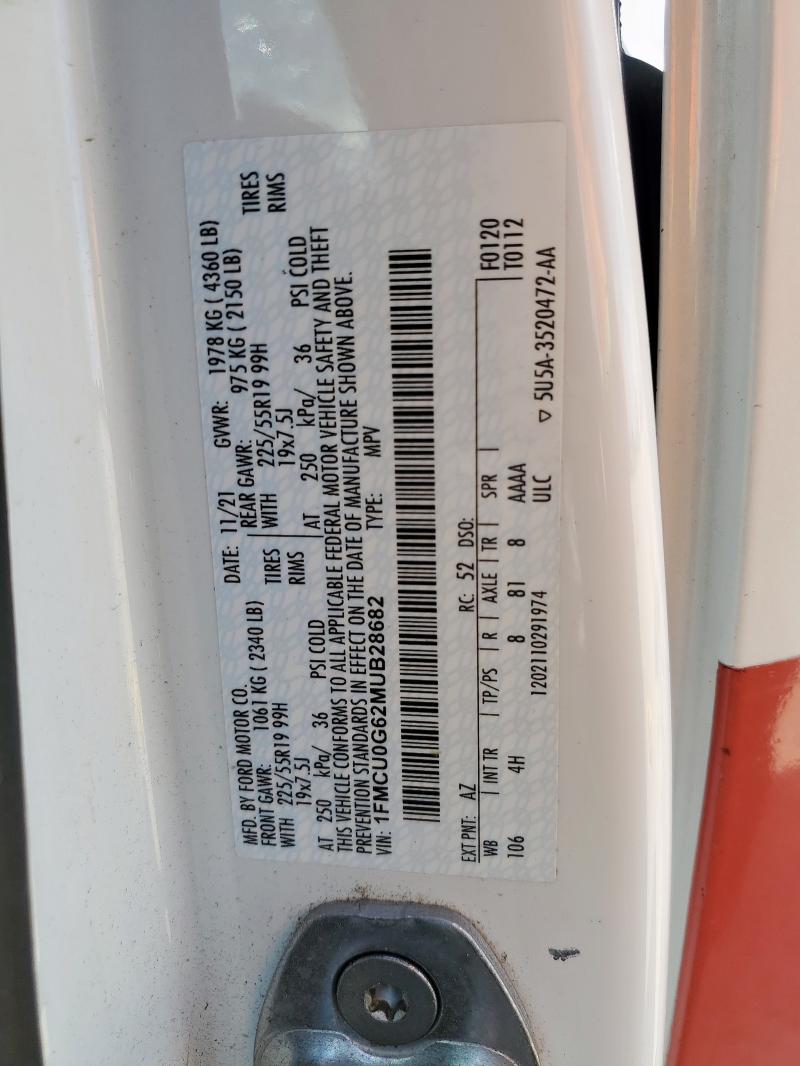 MFD. BY FORD MOTOR CO.
DATE: 11/21 GVWR: 1978 KG ( 4360 LB)
FRONT GAWR: 1061 KG ( 2340 LB)
REAR GAWR: 975 KG ( 2150 LB)
WITH 225/55R19 99H TIRES
WITH 225/55R19 99H TIRES
19x7.5J RIMS
19x7.5J RIMS
AT 250 kPa/ 36 PSI COLD
AT 250 kPa/ 36 PSI COLD
THIS VEHICLE CONFORMS TO ALL APPLICABLE FEDERAL MOTOR VEHICLE SAFETY AND THEFT
PREVENTION STANDARDS IN EFFECT ON THE DATE OF MANUFACTURE SHOWN ABOVE.
VIN: 1FMCU0G62MUB28682 TYPE: MPV
EXT PNT: AZ RC: 52 DSO:
WB INT TR TP/PS R AXLE TR SPR F0120
106 4H 8 81 8 AAAA T0112
1202110291974 ULC ▽ 5U5A-3520472-AA